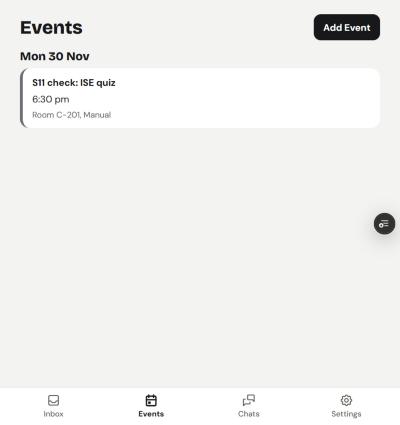 Events
Add Event
Mon 30 Nov
S11 check: ISE quiz
6:30 pm
Room C-201, Manual
Inbox
Events
Chats
Settings